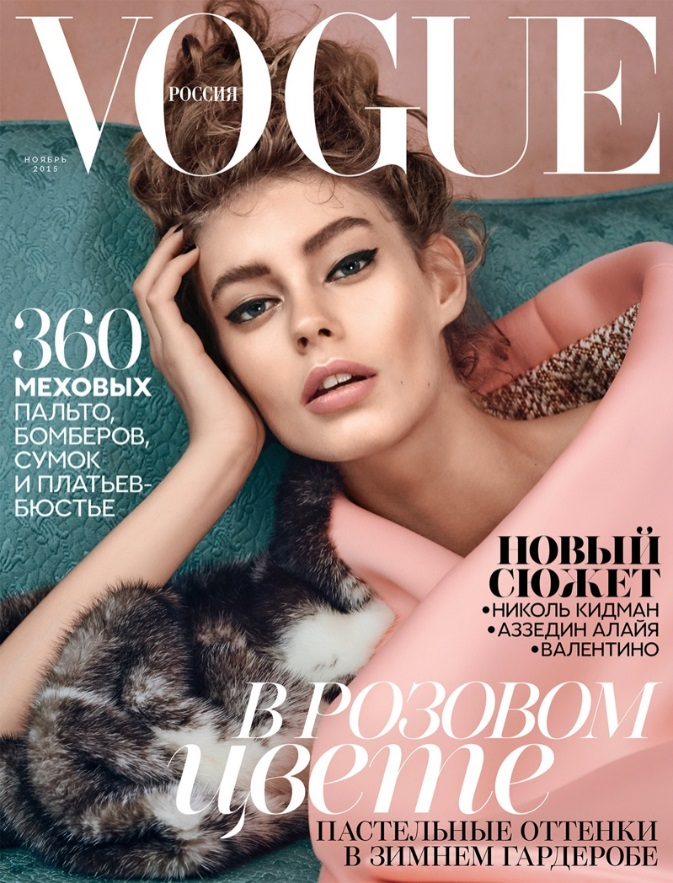 VOGUE
РОССИЯ
НОЯБРЬ
2015
360
МЕХОВЫХ
ПАЛЬТО,
БОМБЕРОВ,
СУМОК
И ПЛАТЬЕВ-
БЮСТЬЕ
НОВЫЙ
СЮЖЕТ
•НИКОЛЬ КИДМАН
•АЗЗЕДИН АЛАЙЯ
•ВАЛЕНТИНО
В РОЗОВОМ
цвете
ПАСТЕЛЬНЫЕ ОТТЕНКИ
В ЗИМНЕМ ГАРДЕРОБЕ